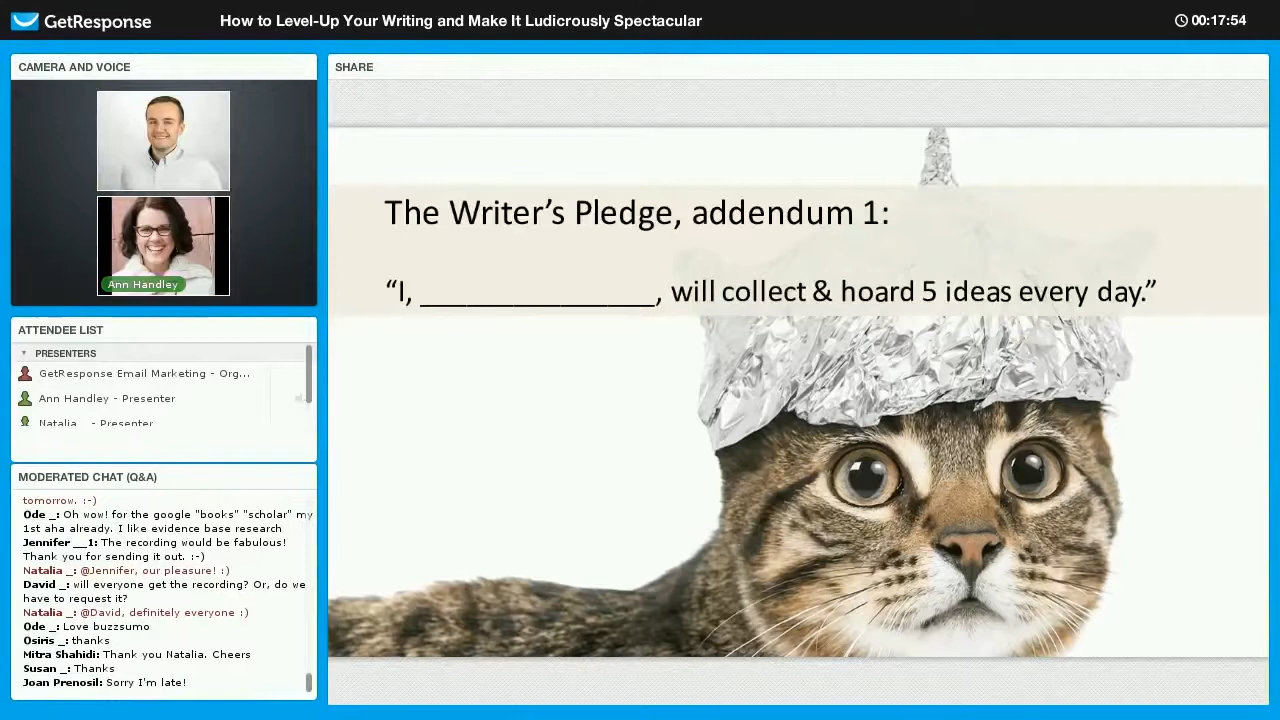 GetResponse
How to Level-Up Your Writing and Make It Ludicrously Spectacular
00:17:54
CAMERA AND VOICE
Ann Handley
ATTENDEE LIST
PRESENTERS
GetResponse Email Marketing - Org...
Ann Handley - Presenter
Natalia _ - Presenter
MODERATED CHAT (Q&A)
tomorrow. :-)
Ode _: Oh wow! for the google "books" "scholar" my
1st aha already. I like evidence base research
Jennifer __1: The recording would be fabulous!
Thank you for sending it out. :-)
Natalia _: @Jennifer, our pleasure! :)
David _: will everyone get the recording? Or, do we
have to request it?
Natalia _: @David, definitely everyone :)
Ode _: Love buzzsumo
Osiris _: thanks
Mitra Shahidi: Thank you Natalia. Cheers
Susan _: Thanks
Joan Prenosil: Sorry I'm late!
SHARE
The Writer’s Pledge, addendum 1:
“I, _______________, will collect & hoard 5 ideas every day.”